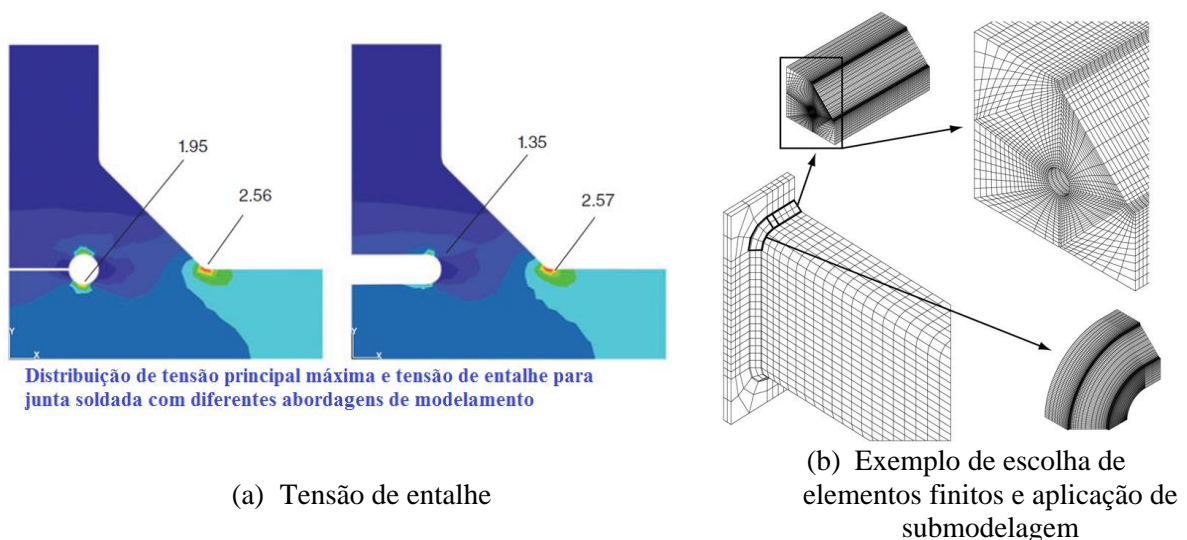 1.95
2.56
1.35
2.57
Y
X
Y
X
Distribuição de tensão principal máxima e tensão de entalhe para
junta soldada com diferentes abordagens de modelamento
(a) Tensão de entalhe
(b) Exemplo de escolha de
elementos finitos e aplicação de
submodelagem